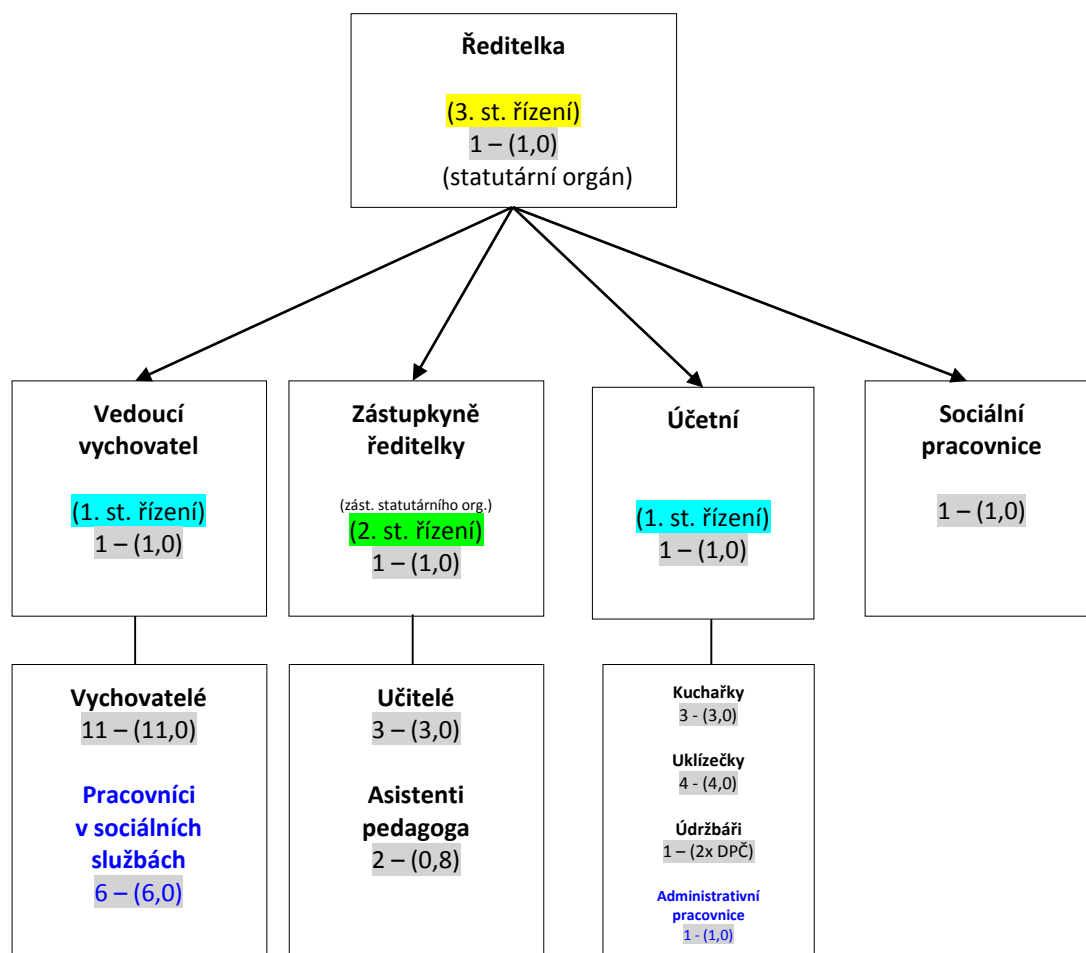 Ředitelka
(3. st. řízení)
1 – (1,0)
(statutární orgán)
Vedoucí
vychovatel
(1. st. řízení)
1 – (1,0)
Zástupkyně
ředitelky
(zást. statutárního org.)
(2. st. řízení)
1 – (1,0)
Účetní
(1. st. řízení)
1 – (1,0)
Sociální
pracovnice
1 – (1,0)
Vychovatelé
11 – (11,0)
Pracovníci
v sociálních
službách
6 – (6,0)
Učitelé
3 – (3,0)
Asistenti
pedagoga
2 – (0,8)
Kuchařky
3 - (3,0)
Uklízečky
4 - (4,0)
Údržbáři
1 – (2x DPČ)
Administrativní
pracovnice
1 - (1,0)